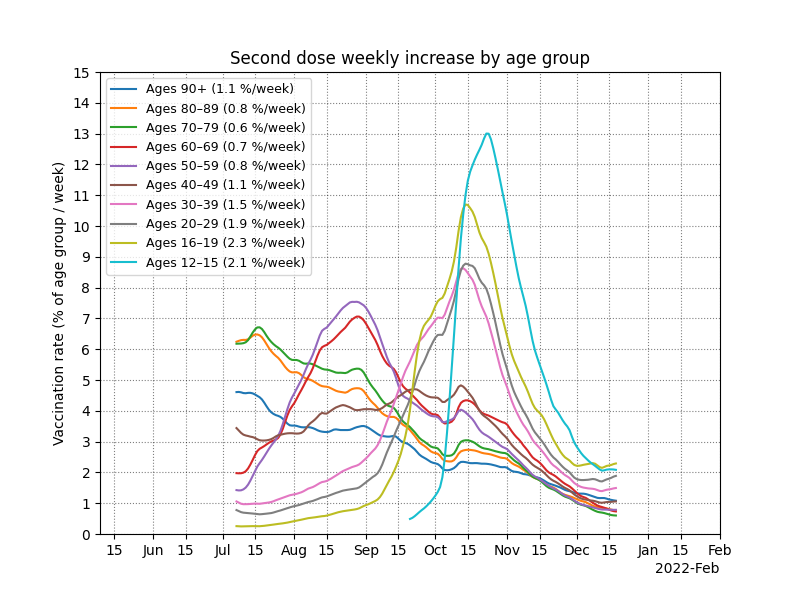 Second dose weekly increase by age group
Vaccination rate (% of age group / week)
15
14
13
12
11
10
9
8
7
6
5
4
3
2
1
0
Ages 90+ (1.1 %/week)
Ages 80–89 (0.8 %/week)
Ages 70–79 (0.6 %/week)
Ages 60–69 (0.7 %/week)
Ages 50–59 (0.8 %/week)
Ages 40–49 (1.1 %/week)
Ages 30–39 (1.5 %/week)
Ages 20–29 (1.9 %/week)
Ages 16–19 (2.3 %/week)
Ages 12–15 (2.1 %/week)
15 Jun 15 Jul 15 Aug 15 Sep 15 Oct 15 Nov 15 Dec 15 Jan 15 Feb
2022-Feb